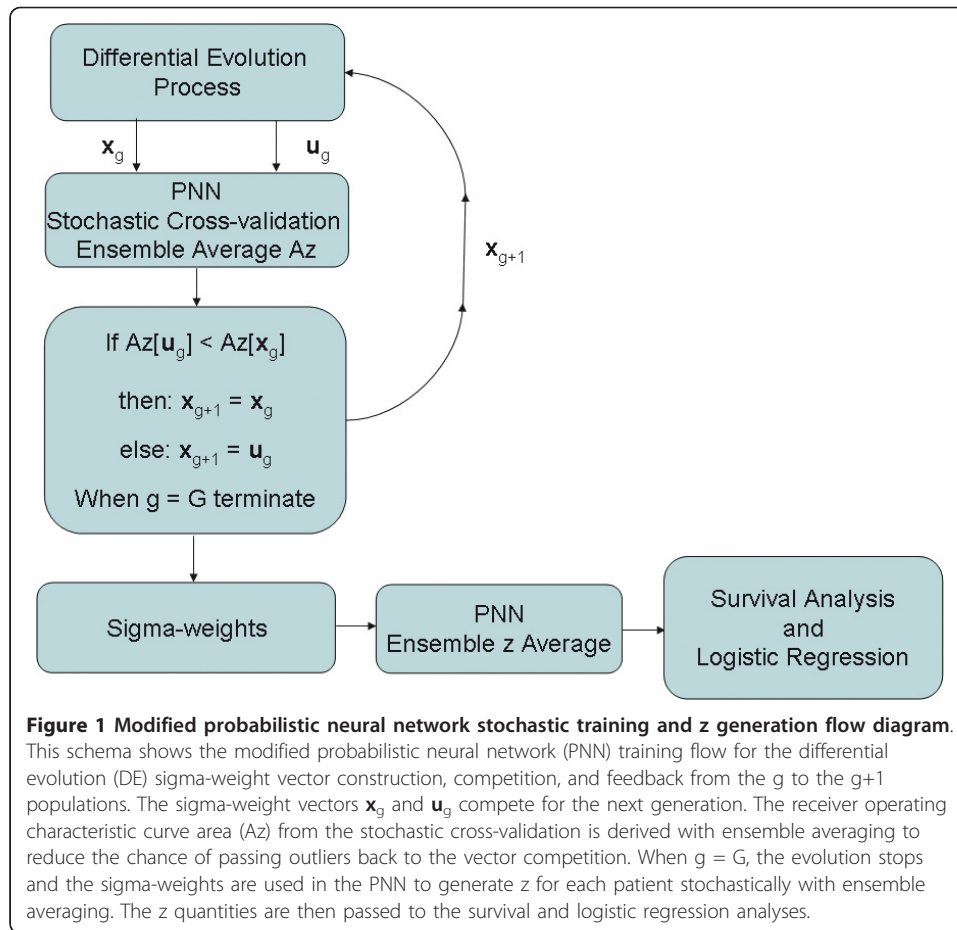 Differential Evolution
Process
x_g
u_g
PNN
Stochastic Cross-validation
Ensemble Average Az
x_{g+1}
If Az[u_g] < Az[x_g]
then: x_{g+1} = x_g
else: x_{g+1} = u_g
When g = G terminate
Sigma-weights
PNN
Ensemble z Average
Survival Analysis
and
Logistic Regression
Figure 1 Modified probabilistic neural network stochastic training and z generation flow diagram.
This schema shows the modified probabilistic neural network (PNN) training flow for the differential
evolution (DE) sigma-weight vector construction, competition, and feedback from the g to the g+1
populations. The sigma-weight vectors x_g and u_g compete for the next generation. The receiver operating
characteristic curve area (Az) from the stochastic cross-validation is derived with ensemble averaging to
reduce the chance of passing outliers back to the vector competition. When g = G, the evolution stops
and the sigma-weights are used in the PNN to generate z for each patient stochastically with ensemble
averaging. The z quantities are then passed to the survival and logistic regression analyses.